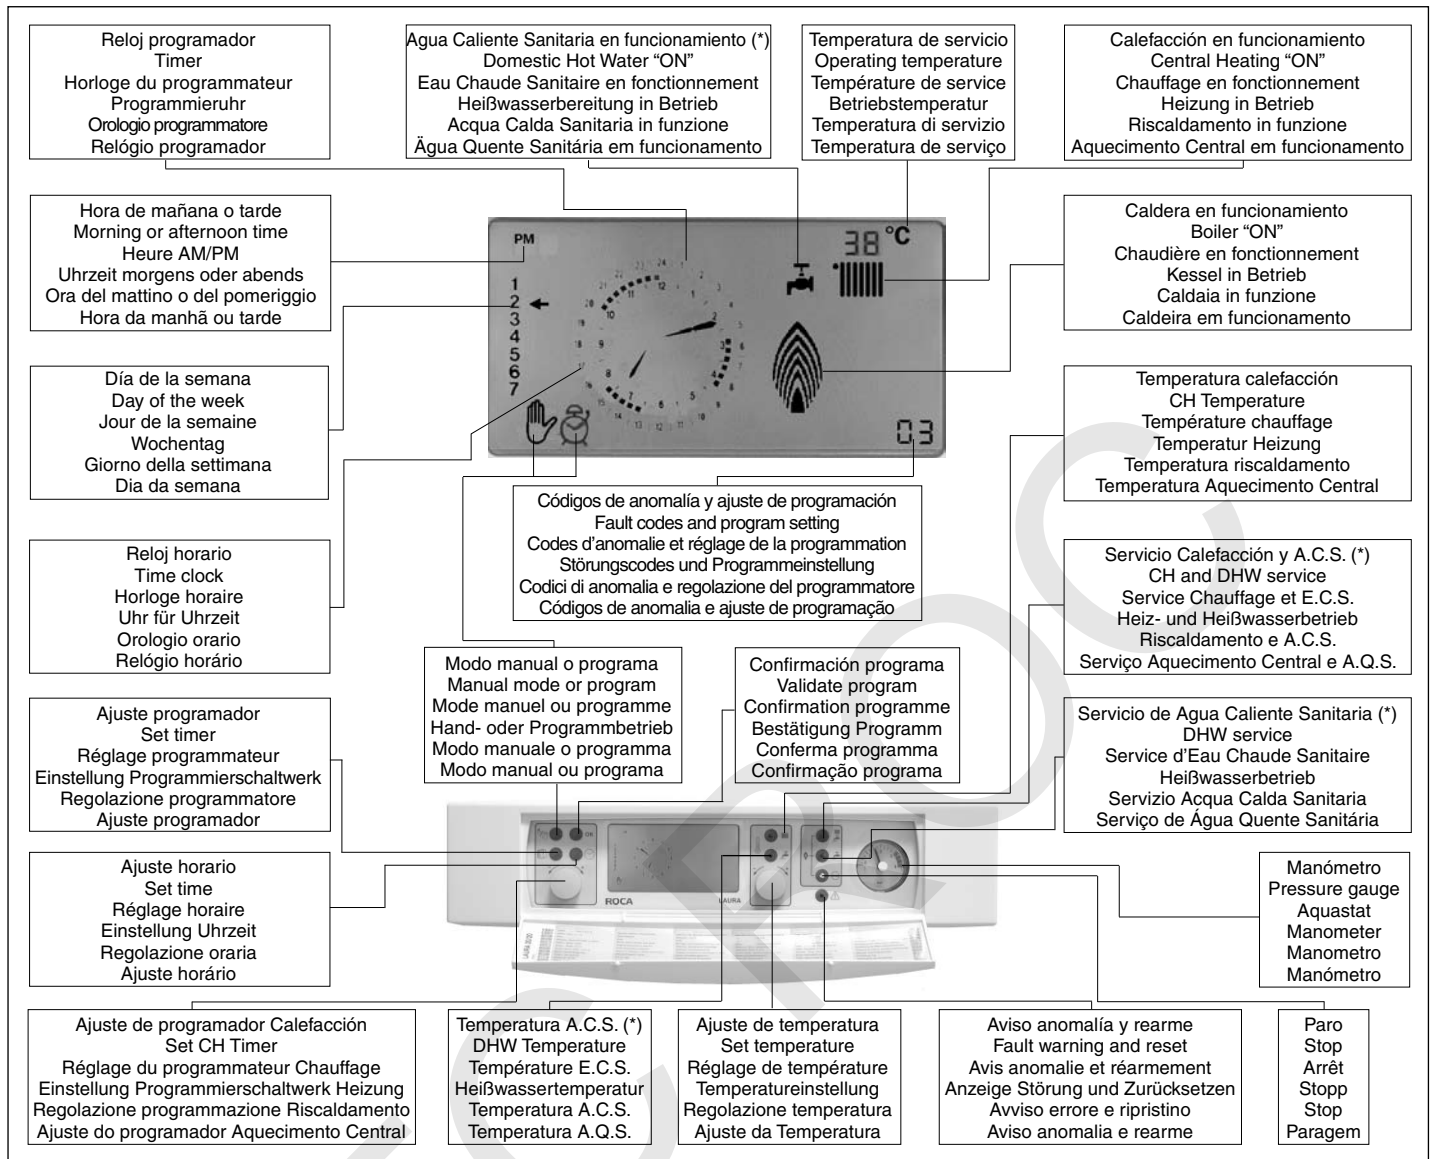 Reloj programador
Timer
Horloge du programmateur
Programmieruhr
Orologio programmatore
Relógio programador
Agua Caliente Sanitaria en funcionamiento (*)
Domestic Hot Water “ON”
Eau Chaude Sanitaire en fonctionnement
Heißwasserbereitung in Betrieb
Acqua Calda Sanitaria in funzione
Ägua Quente Sanitária em funcionamento
Temperatura de servicio
Operating temperature
Température de service
Betriebstemperatur
Temperatura di servizio
Temperatura de serviço
Calefacción en funcionamiento
Central Heating “ON”
Chauffage en fonctionnement
Heizung in Betrieb
Riscaldamento in funzione
Aquecimento Central em funcionamento
Hora de mañana o tarde
Morning or afternoon time
Heure AM/PM
Uhrzeit morgens oder abends
Ora del mattino o del pomeriggio
Hora da manhã ou tarde
PM
38 °C
1
2
3
4
5
6
7
03
Caldera en funcionamiento
Boiler “ON”
Chaudière en fonctionnement
Kessel in Betrieb
Caldaia in funzione
Caldeira em funcionamento
Día de la semana
Day of the week
Jour de la semaine
Wochentag
Giorno della settimana
Dia da semana
Temperatura calefacción
CH Temperature
Température chauffage
Temperatur Heizung
Temperatura riscaldamento
Temperatura Aquecimento Central
Códigos de anomalía y ajuste de programación
Fault codes and program setting
Codes d’anomalie et réglage de la programmation
Störungscodes und Programmeinstellung
Codici di anomalia e regolazione del programmatore
Códigos de anomalia e ajuste de programação
Reloj horario
Time clock
Horloge horaire
Uhr für Uhrzeit
Orologio orario
Relógio horário
Servicio Calefacción y A.C.S. (*)
CH and DHW service
Service Chauffage et E.C.S.
Heiz- und Heißwasserbetrieb
Riscaldamento e A.C.S.
Serviço Aquecimento Central e A.Q.S.
Modo manual o programa
Manual mode or program
Mode manuel ou programme
Hand- oder Programmbetrieb
Modo manuale o programma
Modo manual ou programa
Confirmación programa
Validate program
Confirmation programme
Bestätigung Programm
Conferma programma
Confirmação programa
Ajuste programador
Set timer
Réglage programmateur
Einstellung Programmierschaltwerk
Regolazione programmatore
Ajuste programador
Servicio de Agua Caliente Sanitaria (*)
DHW service
Service d’Eau Chaude Sanitaire
Heißwasserbetrieb
Servizio Acqua Calda Sanitaria
Serviço de Água Quente Sanitária
Ajuste horario
Set time
Réglage horaire
Einstellung Uhrzeit
Regolazione oraria
Ajuste horário
ROCA
LAURA
Manómetro
Pressure gauge
Aquastat
Manometer
Manometro
Manómetro
Ajuste de programador Calefacción
Set CH Timer
Réglage du programmateur Chauffage
Einstellung Programmierschaltwerk Heizung
Regolazione programmazione Riscaldamento
Ajuste do programador Aquecimento Central
Temperatura A.C.S. (*)
DHW Temperature
Température E.C.S.
Heißwassertemperatur
Temperatura A.C.S.
Temperatura A.Q.S.
Ajuste de temperatura
Set temperature
Réglage de température
Temperatureinstellung
Regolazione temperatura
Ajuste da Temperatura
Aviso anomalía y rearme
Fault warning and reset
Avis anomalie et réarmement
Anzeige Störung und Zurücksetzen
Avviso errore e ripristino
Aviso anomalia e rearme
Paro
Stop
Arrêt
Stopp
Stop
Paragem